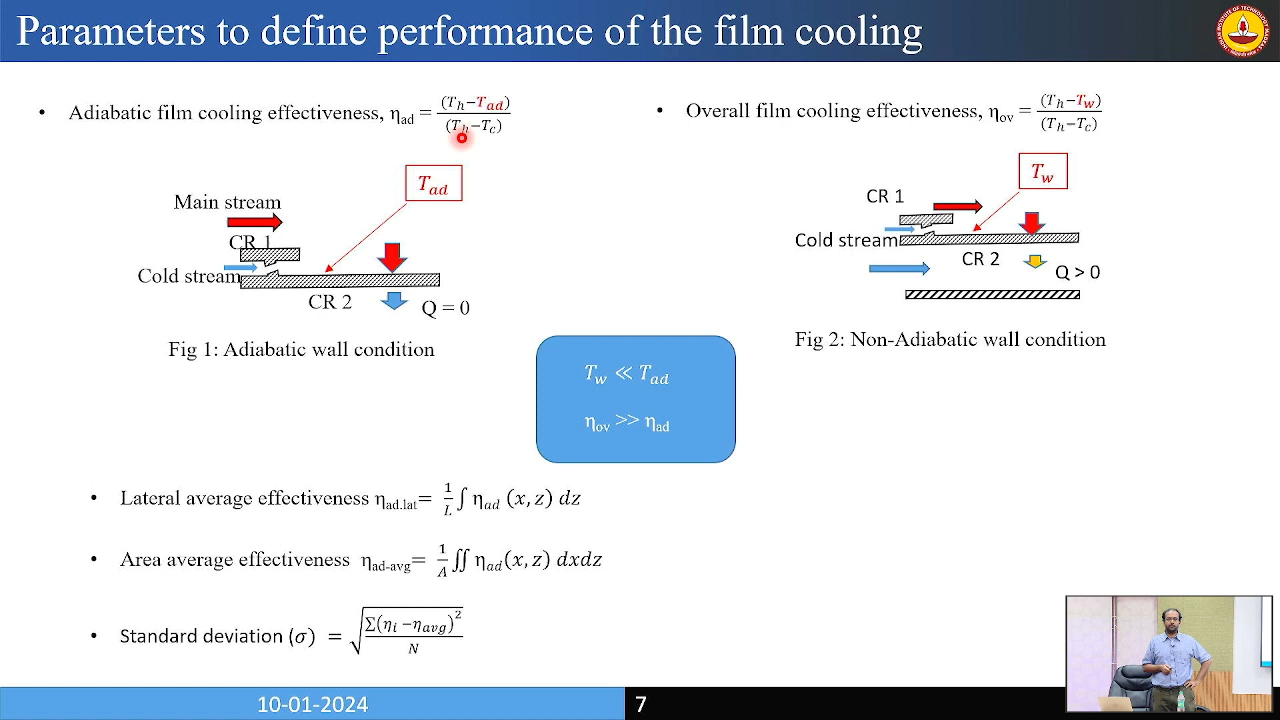 Parameters to define performance of the film cooling
• Adiabatic film cooling effectiveness, η_ad = (T_h−T_ad)/(T_h−T_c)
T_ad
Main stream
CR 1
Cold stream
CR 2
Q = 0
Fig 1: Adiabatic wall condition
• Overall film cooling effectiveness, η_ov = (T_h−T_w)/(T_h−T_c)
T_w
CR 1
Cold stream
CR 2
Q > 0
Fig 2: Non-Adiabatic wall condition
T_w ≪ T_ad
η_ov >> η_ad
• Lateral average effectiveness η_ad.lat= 1/L ∫ η_ad (x, z) dz
• Area average effectiveness η_ad-avg= 1/A ∬ η_ad(x, z) dxdz
• Standard deviation (σ) = √(Σ(η_i −η_avg)^2/N)
10-01-2024
7